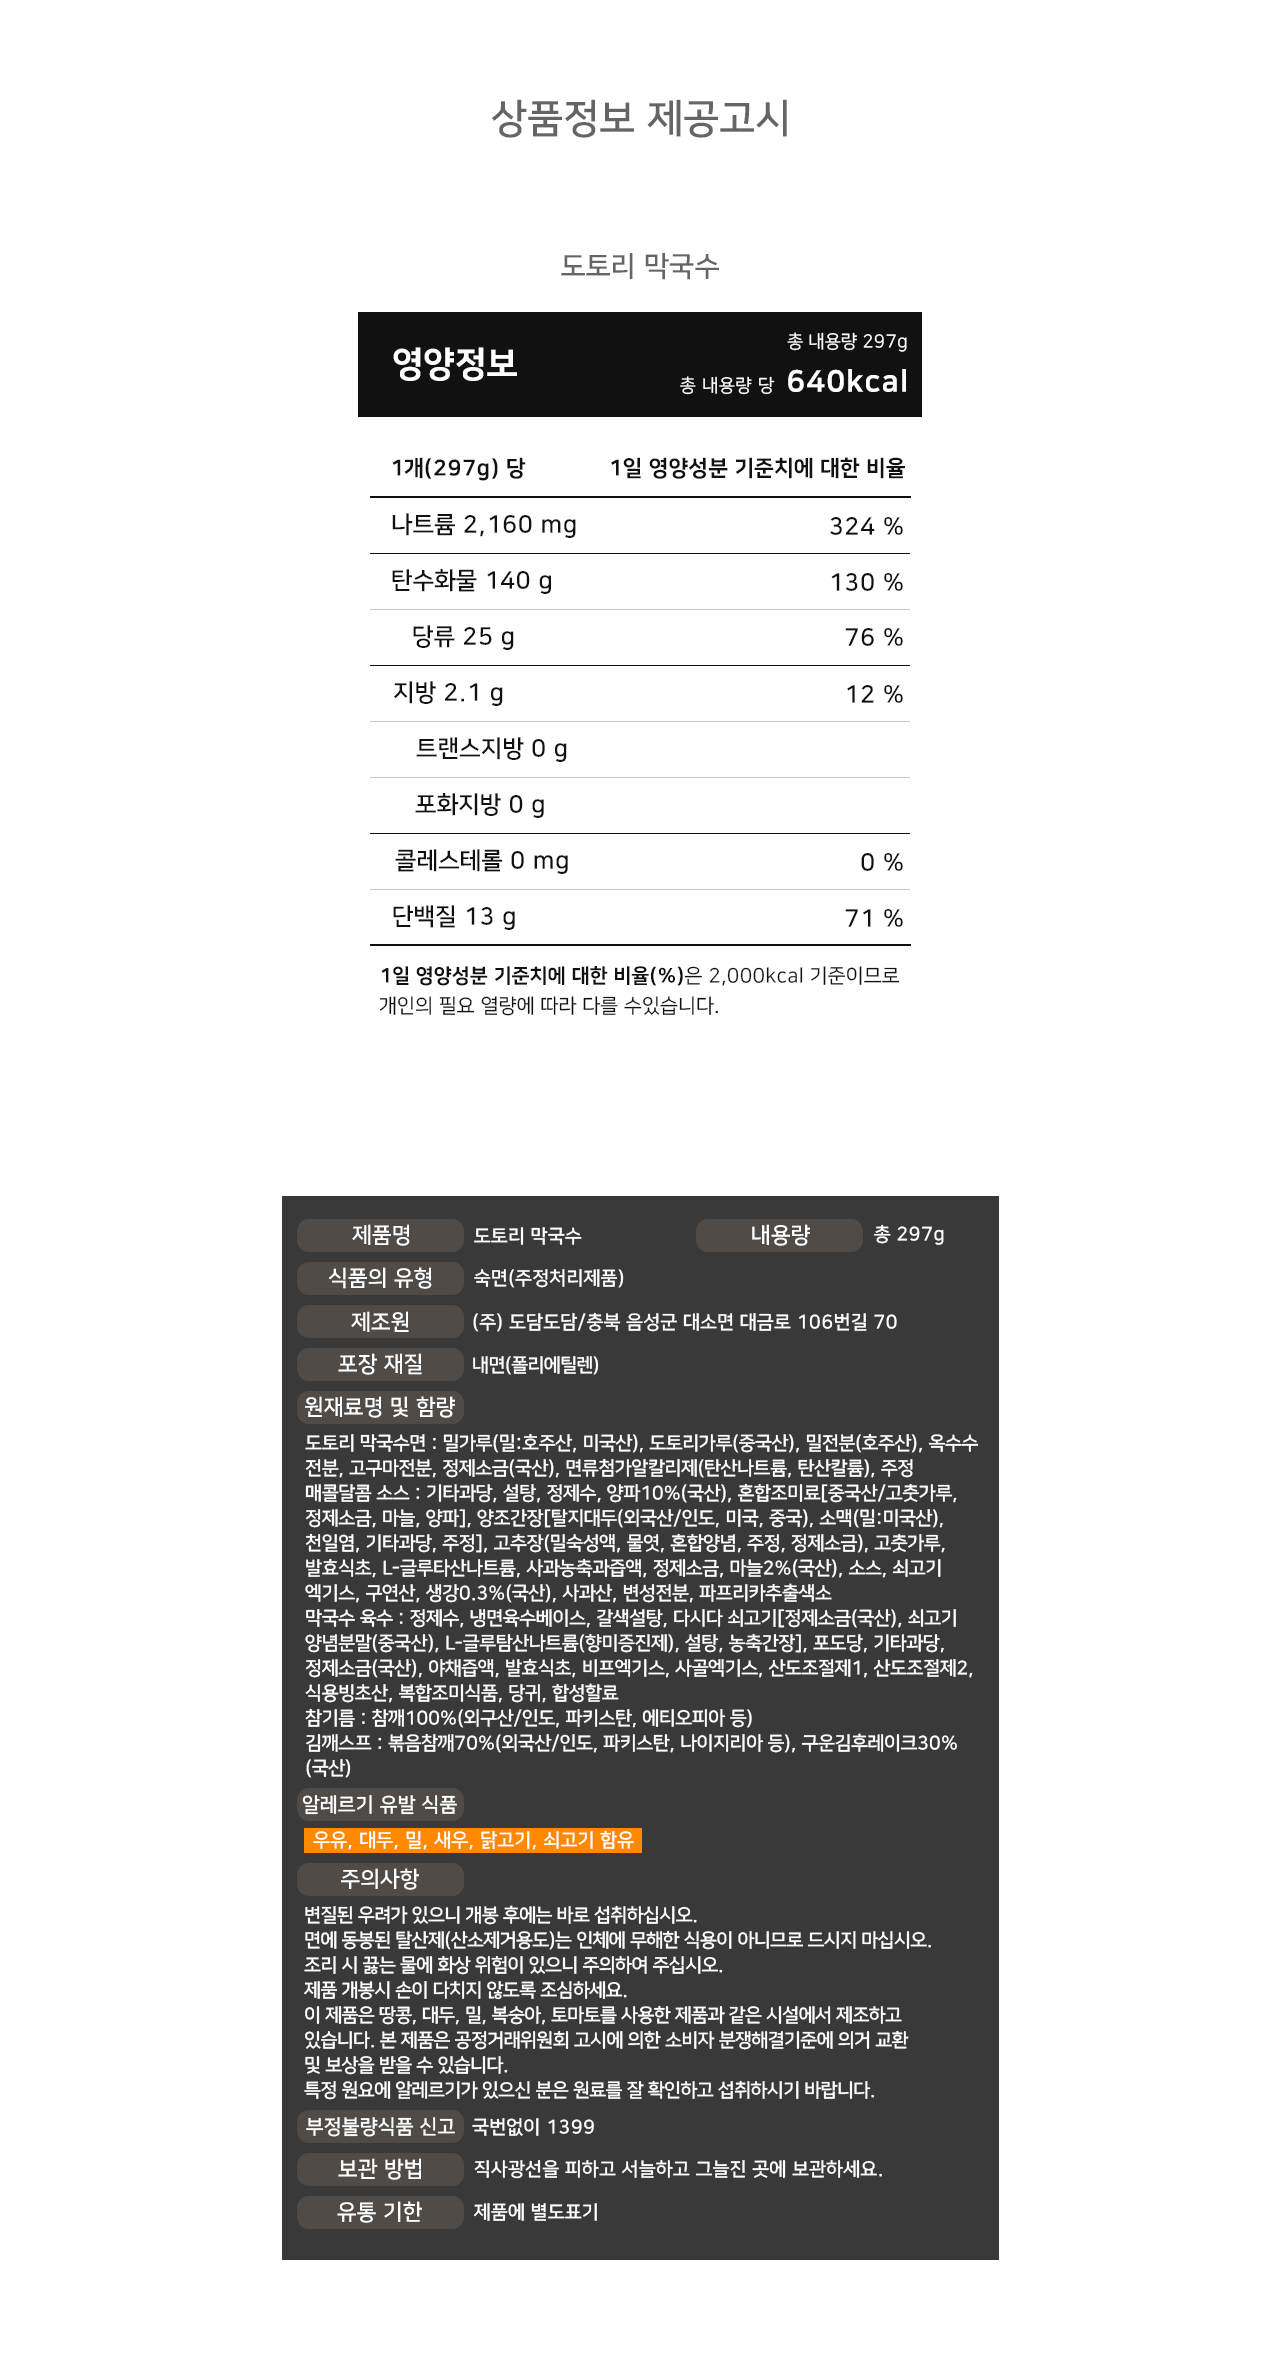 상품정보 제공고시
도토리 막국수
영양정보
총 내용량 297g
총 내용량 당 640kcal
1개(297g) 당 1일 영양성분 기준치에 대한 비율
나트륨 2,160 mg 324 %
탄수화물 140 g 130 %
당류 25 g 76 %
지방 2.1 g 12 %
트랜스지방 0 g
포화지방 0 g
콜레스테롤 0 mg 0 %
단백질 13 g 71 %
1일 영양성분 기준치에 대한 비율(%)은 2,000kcal 기준이므로
개인의 필요 열량에 따라 다를 수있습니다.
제품명 도토리 막국수 내용량 총 297g
식품의 유형 숙면(주정처리제품)
제조원 (주) 도담도담/충북 음성군 대소면 대금로 106번길 70
포장 재질 내면(폴리에틸렌)
원재료명 및 함량
도토리 막국수면 : 밀가루(밀:호주산, 미국산), 도토리가루(중국산), 밀전분(호주산), 옥수수
전분, 고구마전분, 정제소금(국산), 면류첨가알칼리제(탄산나트륨, 탄산칼륨), 주정
매콜달콤 소스 : 기타과당, 설탕, 정제수, 양파10%(국산), 혼합조미료[중국산/고춧가루,
정제소금, 마늘, 양파], 양조간장[탈지대두(외국산/인도, 미국, 중국), 소맥(밀:미국산),
천일염, 기타과당, 주정], 고추장(밀숙성액, 물엿, 혼합양념, 주정, 정제소금), 고춧가루,
발효식초, L-글루타산나트륨, 사과농축과즙액, 정제소금, 마늘2%(국산), 소스, 쇠고기
엑기스, 구연산, 생강0.3%(국산), 사과산, 변성전분, 파프리카추출색소
막국수 육수 : 정제수, 냉면육수베이스, 갈색설탕, 다시다 쇠고기[정제소금(국산), 쇠고기
양념분말(중국산), L-글루탐산나트륨(향미증진제), 설탕, 농축간장], 포도당, 기타과당,
정제소금(국산), 야채즙액, 발효식초, 비프엑기스, 사골엑기스, 산도조절제1, 산도조절제2,
식용빙초산, 복합조미식품, 당귀, 합성할료
참기름 : 참깨100%(외구산/인도, 파키스탄, 에티오피아 등)
김깨스프 : 볶음참깨70%(외국산/인도, 파키스탄, 나이지리아 등), 구운김후레이크30%
(국산)
알레르기 유발 식품
우유, 대두, 밀, 새우, 닭고기, 쇠고기 함유
주의사항
변질된 우려가 있으니 개봉 후에는 바로 섭취하십시오.
면에 동봉된 탈산제(산소제거용도)는 인체에 무해한 식용이 아니므로 드시지 마십시오.
조리 시 끓는 물에 화상 위험이 있으니 주의하여 주십시오.
제품 개봉시 손이 다치지 않도록 조심하세요.
이 제품은 땅콩, 대두, 밀, 복숭아, 토마토를 사용한 제품과 같은 시설에서 제조하고
있습니다. 본 제품은 공정거래위원회 고시에 의한 소비자 분쟁해결기준에 의거 교환
및 보상을 받을 수 있습니다.
특정 원요에 알레르기가 있으신 분은 원료를 잘 확인하고 섭취하시기 바랍니다.
부정불량식품 신고 국번없이 1399
보관 방법 직사광선을 피하고 서늘하고 그늘진 곳에 보관하세요.
유통 기한 제품에 별도표기